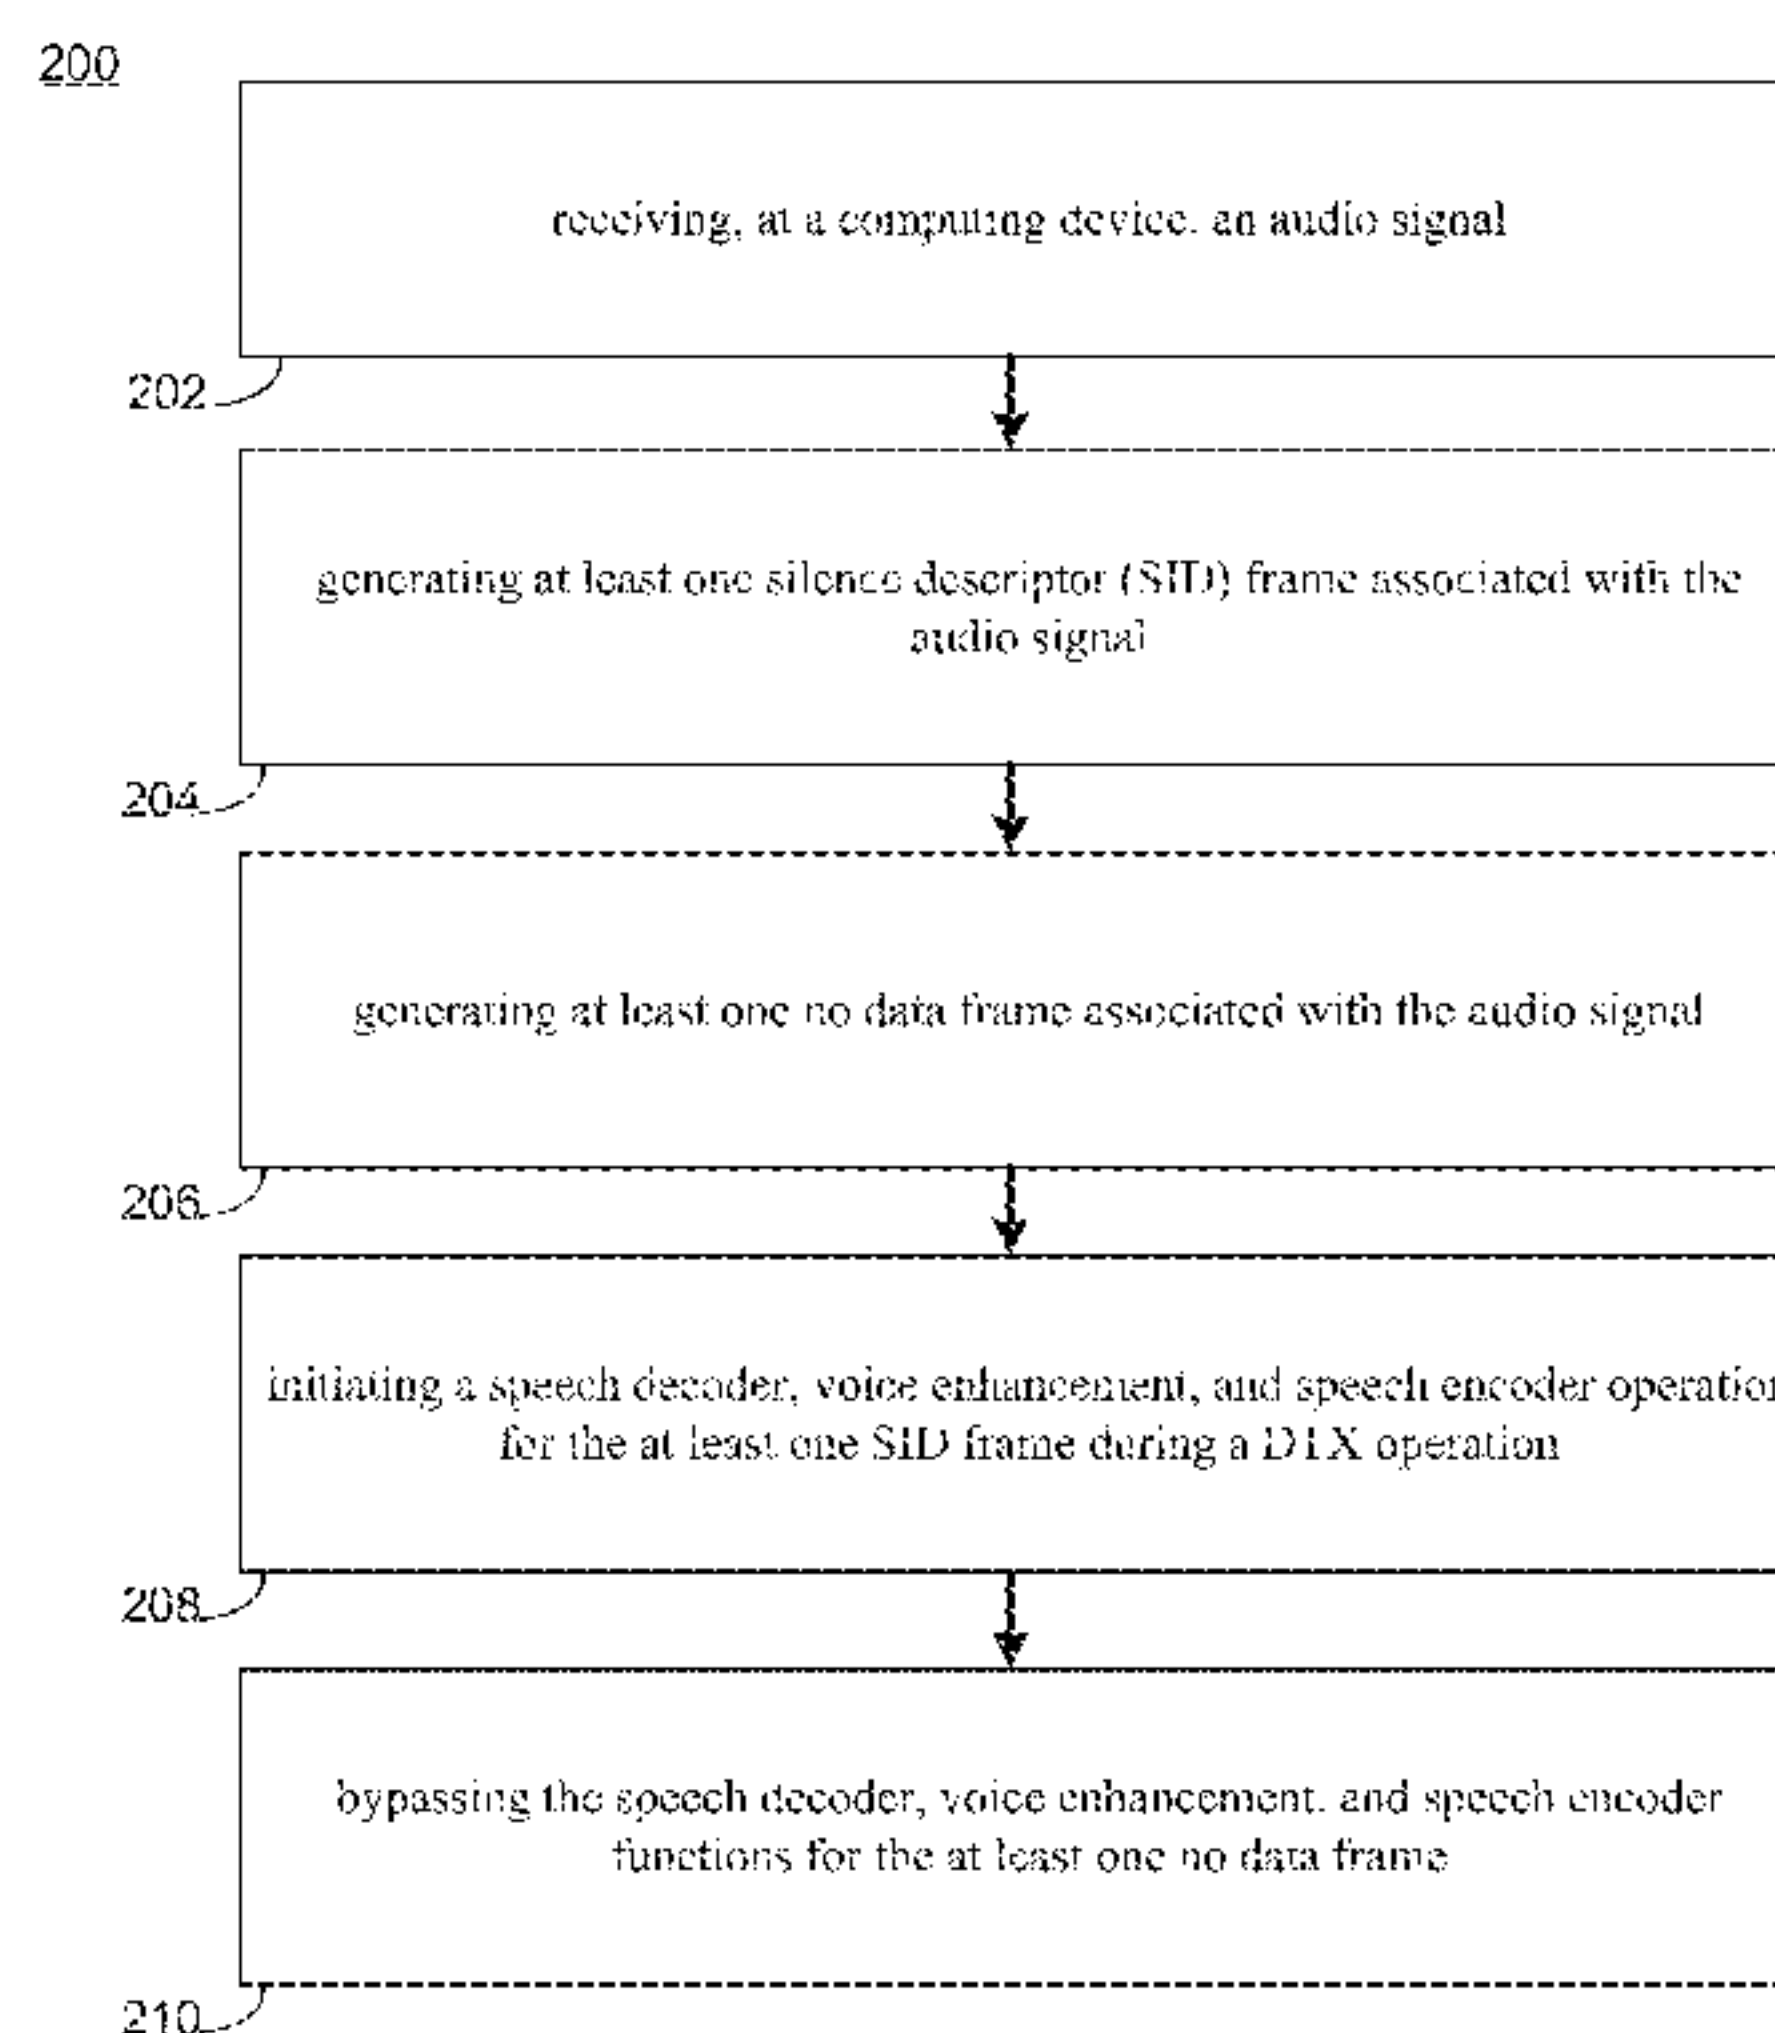 200
receiving, at a computing device, an audio signal
202
generating at least one silence descriptor (SID) frame associated with the
audio signal
204
generating at least one no data frame associated with the audio signal
206
initiating a speech decoder, voice enhancement, and speech encoder operation
for the at least one SID frame during a DTX operation
208
bypassing the speech decoder, voice enhancement, and speech encoder
functions for the at least one no data frame
210